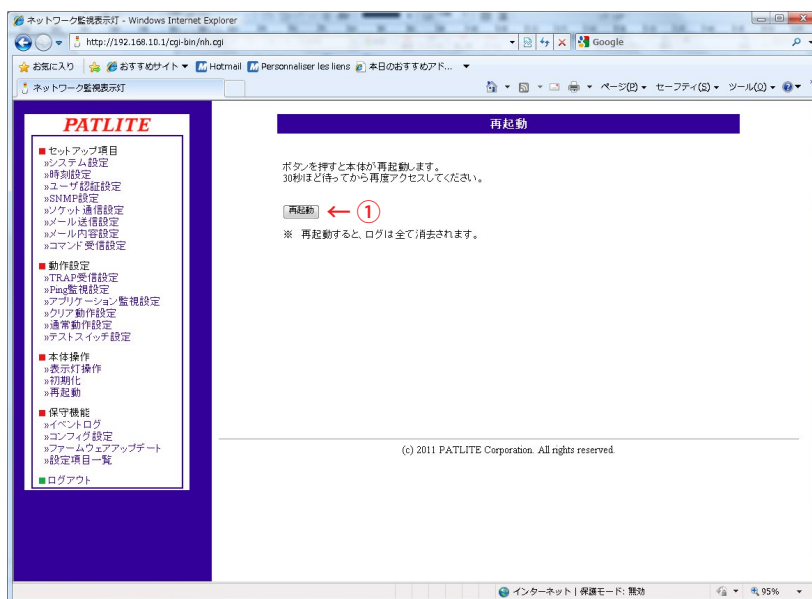 ネットワーク監視表示灯 - Windows Internet Explorer
http://192.168.10.1/cgi-bin/nh.cgi
Google
お気に入り
おすすめサイト
Hotmail
Personnaliser les liens
本日のおすすめアド...
ネットワーク監視表示灯
ページ(P)
セーフティ(S)
ツール(O)
PATLITE
■ セットアップ項目
»システム設定
»時刻設定
»ユーザ認証設定
»SNMP設定
»ソケット通信設定
»メール送信設定
»メール内容設定
»コマンド受信設定
■ 動作設定
»TRAP受信設定
»Ping監視設定
»アプリケーション監視設定
»クリア動作設定
»通常動作設定
»テストスイッチ設定
■ 本体操作
»表示灯操作
»初期化
»再起動
■ 保守機能
»イベントログ
»コンフィグ設定
»ファームウェアアップデート
»設定項目一覧
■ログアウト
再起動
ボタンを押すと本体が再起動します。
30秒ほど待ってから再度アクセスしてください。
再起動 ← ①
※ 再起動すると、ログは全て消去されます。
(c) 2011 PATLITE Corporation. All rights reserved.
インターネット | 保護モード: 無効
95%